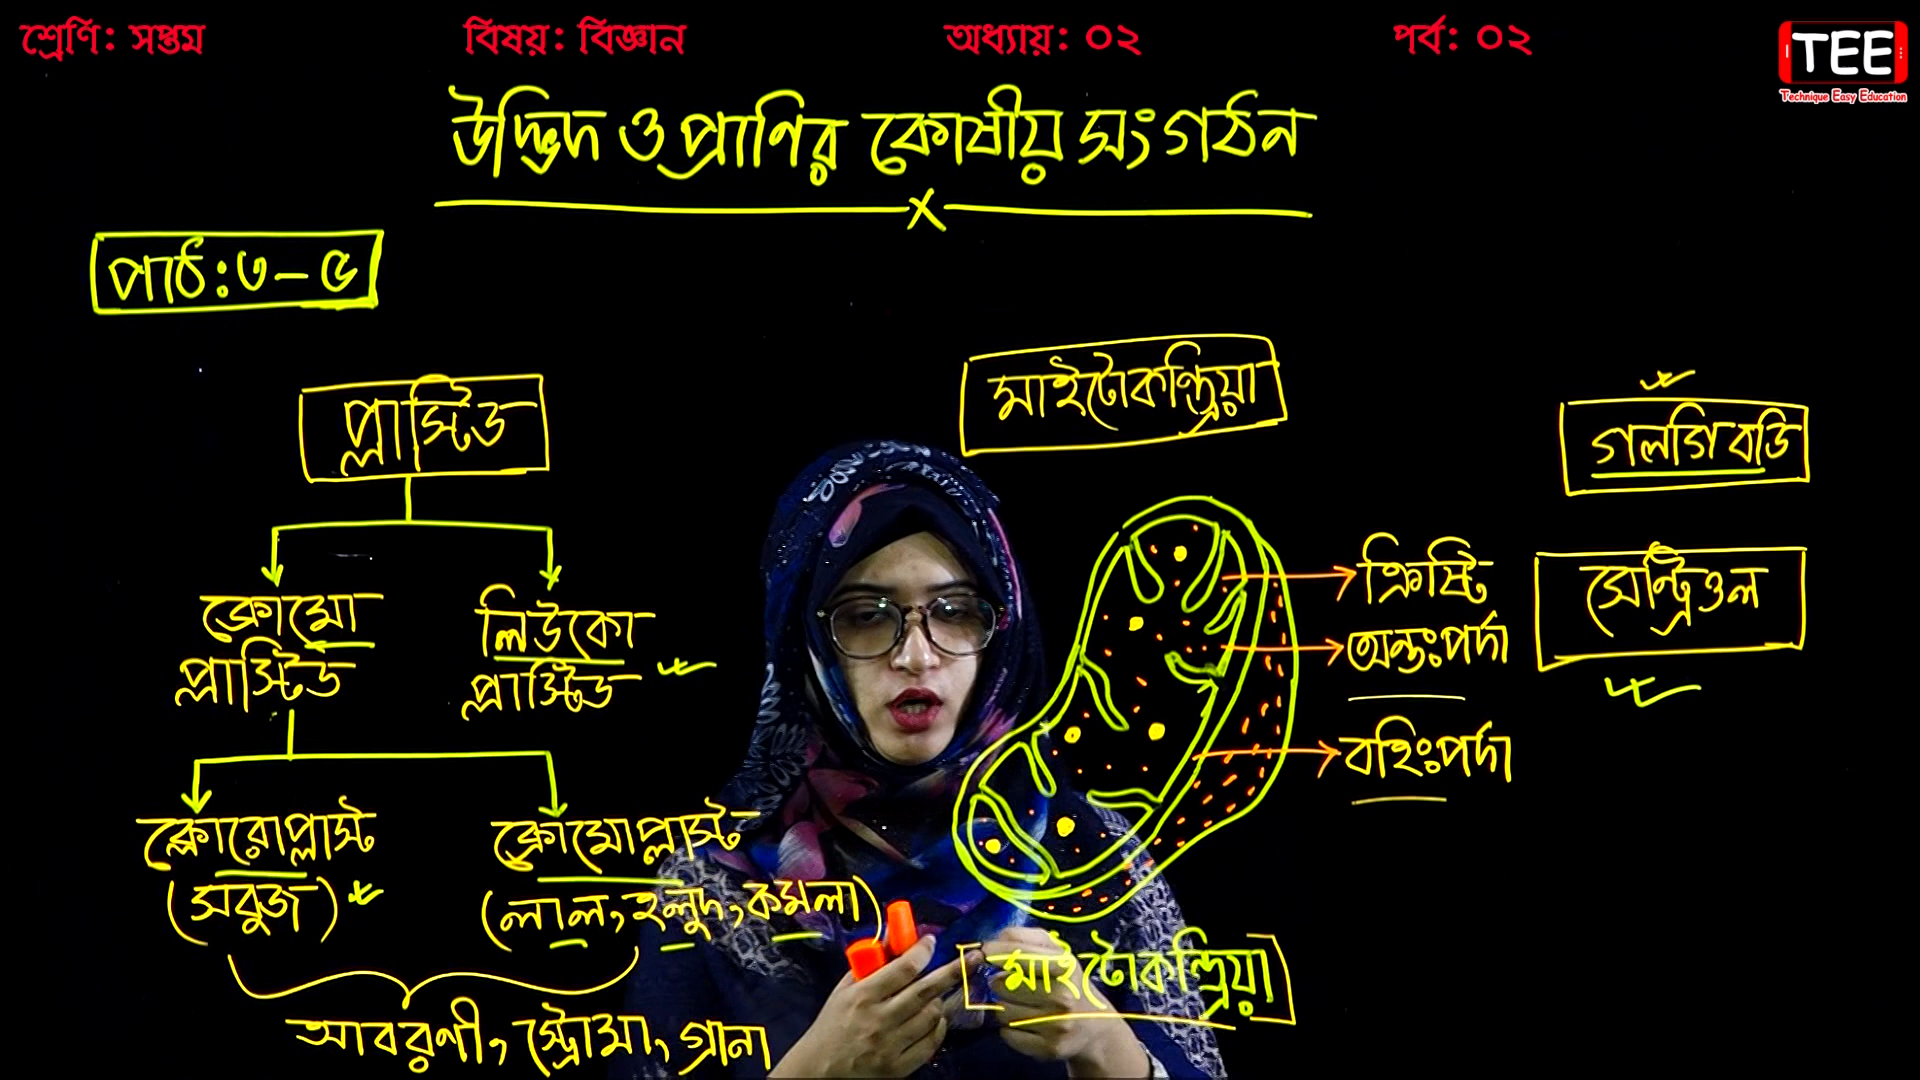 শ্রেণি: সপ্তম
বিষয়: বিজ্ঞান
অধ্যায়: ০২
পর্ব: ০২
TEE
Technique Easy Education
উদ্ভিদ ও প্রাণির কোষীয় সংগঠন
পাঠ: ৩-৫
প্লাস্টিড
ক্রোমো
প্লাস্টিড
লিউকো
প্লাস্টিড
ক্লোরোপ্লাস্ট
(সবুজ)
ক্রোমোপ্লাস্ট
(লাল, হলুদ, কমলা)
আবরণী, স্ট্রোমা, গ্রানা
মাইটোকন্ড্রিয়া
ক্রিষ্টি
অন্তঃপর্দা
বহিঃপর্দা
মাইটোকন্ড্রিয়া
গলগিবডি
সেন্ট্রিওল